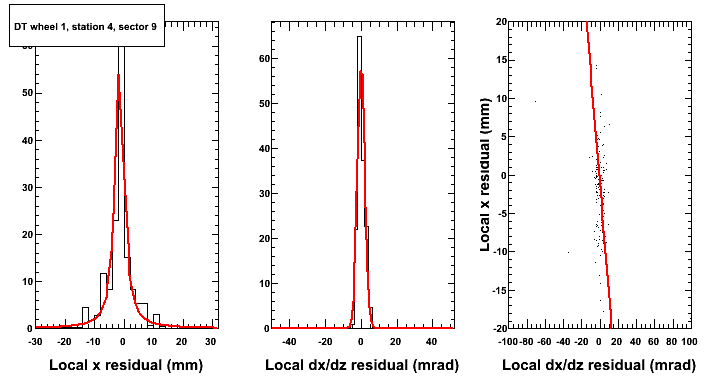 DT wheel 1, station 4, sector 9
60
50
40
30
20
10
0
-30 -20 -10 0 10 20 30
Local x residual (mm)
60
50
40
30
20
10
0
-40 -20 0 20 40
Local dx/dz residual (mrad)
Local x residual (mm)
20
15
10
5
0
-5
-10
-15
-20
-100 -80 -60 -40 -20 0 20 40 60 80 100
Local dx/dz residual (mrad)